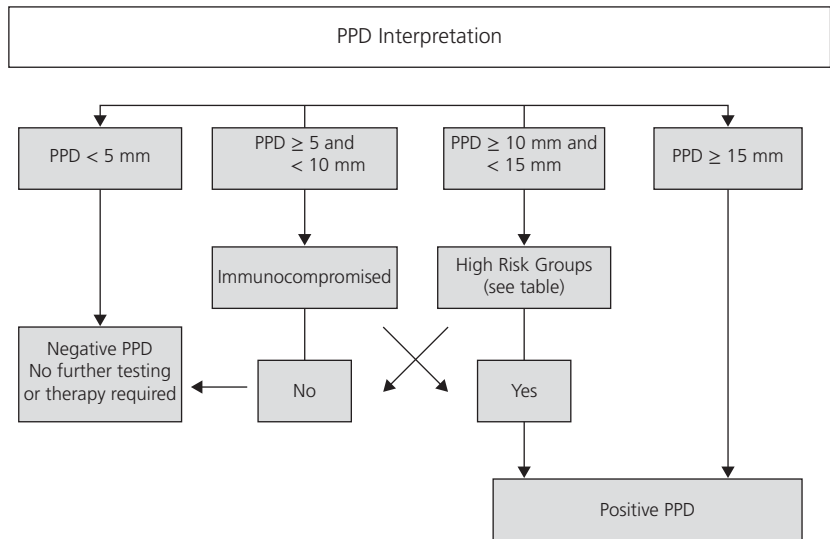 PPD Interpretation
PPD < 5 mm
PPD ≥ 5 and
< 10 mm
PPD ≥ 10 mm and
< 15 mm
PPD ≥ 15 mm
Immunocompromised
High Risk Groups
(see table)
Negative PPD
No further testing
or therapy required
No
Yes
Positive PPD